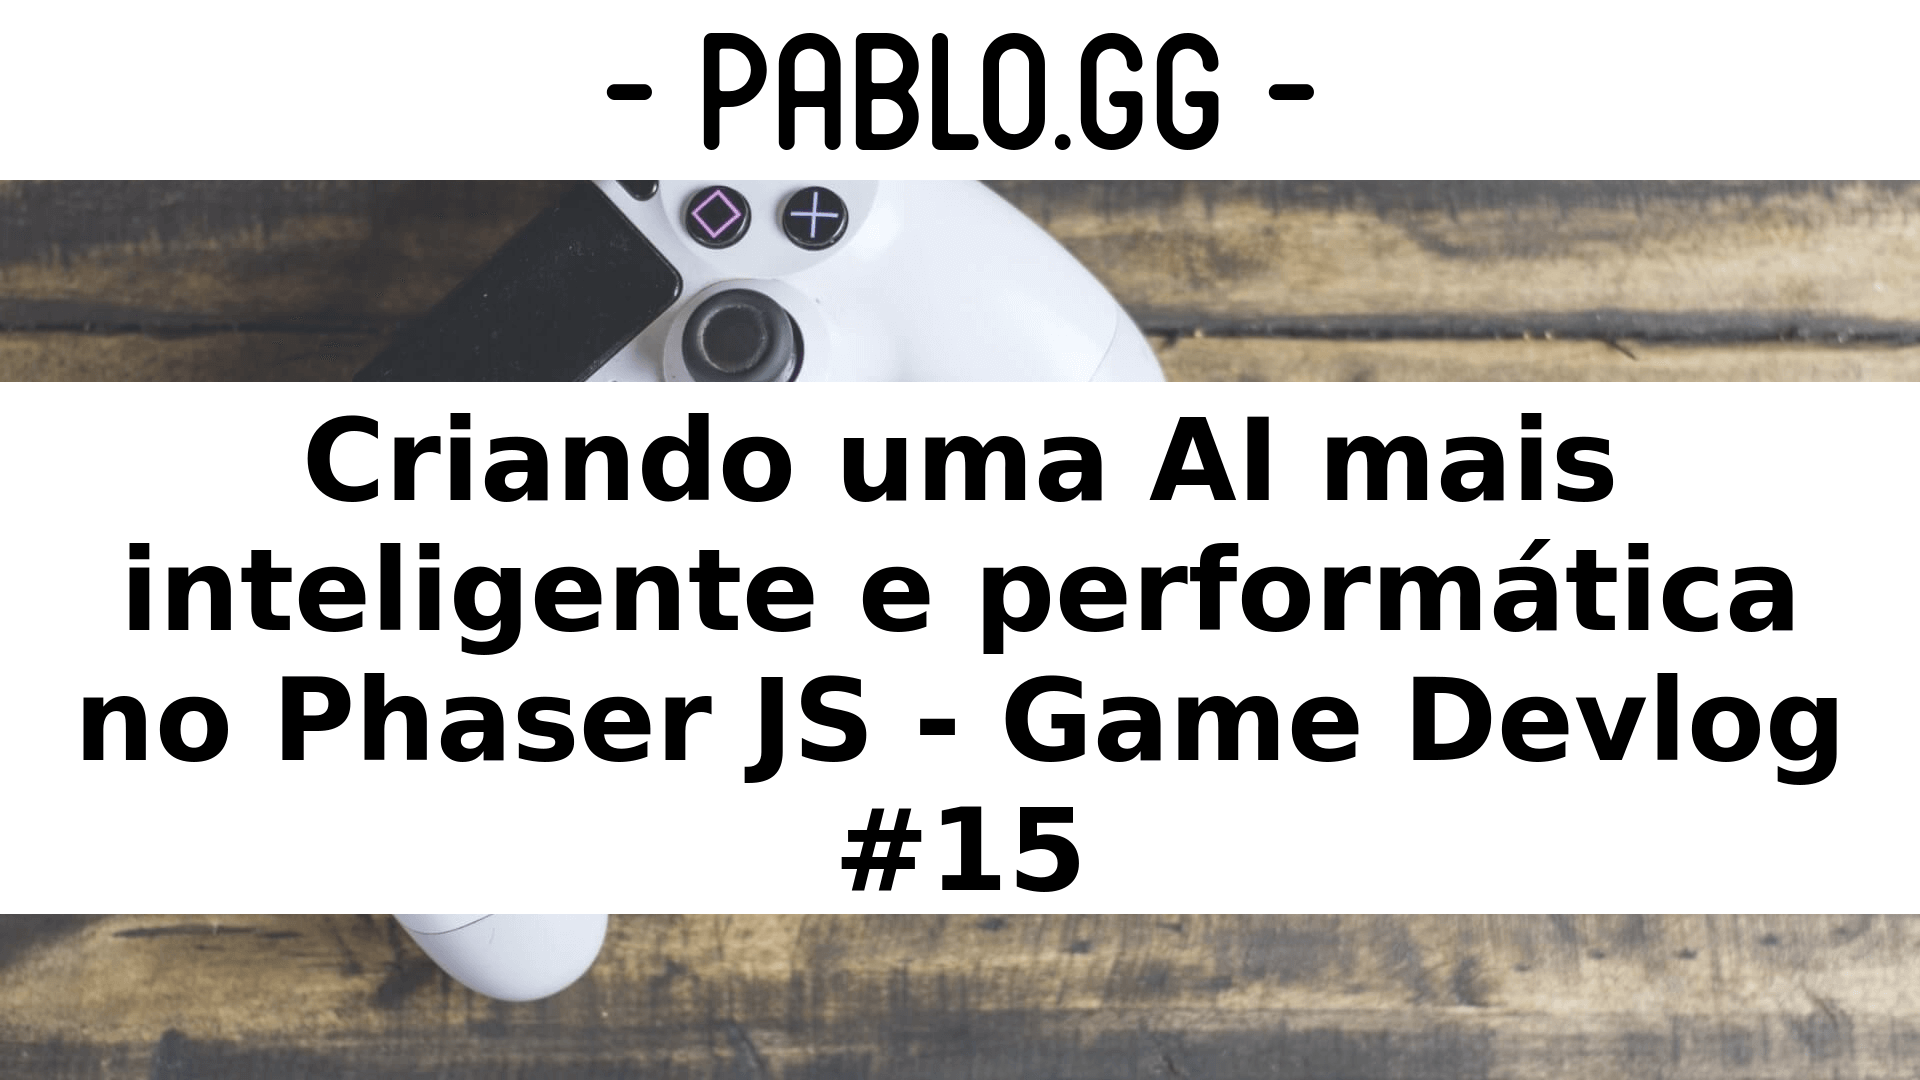 - PABLO.GG -
Criando uma AI mais
inteligente e performática
no Phaser JS - Game Devlog
#15